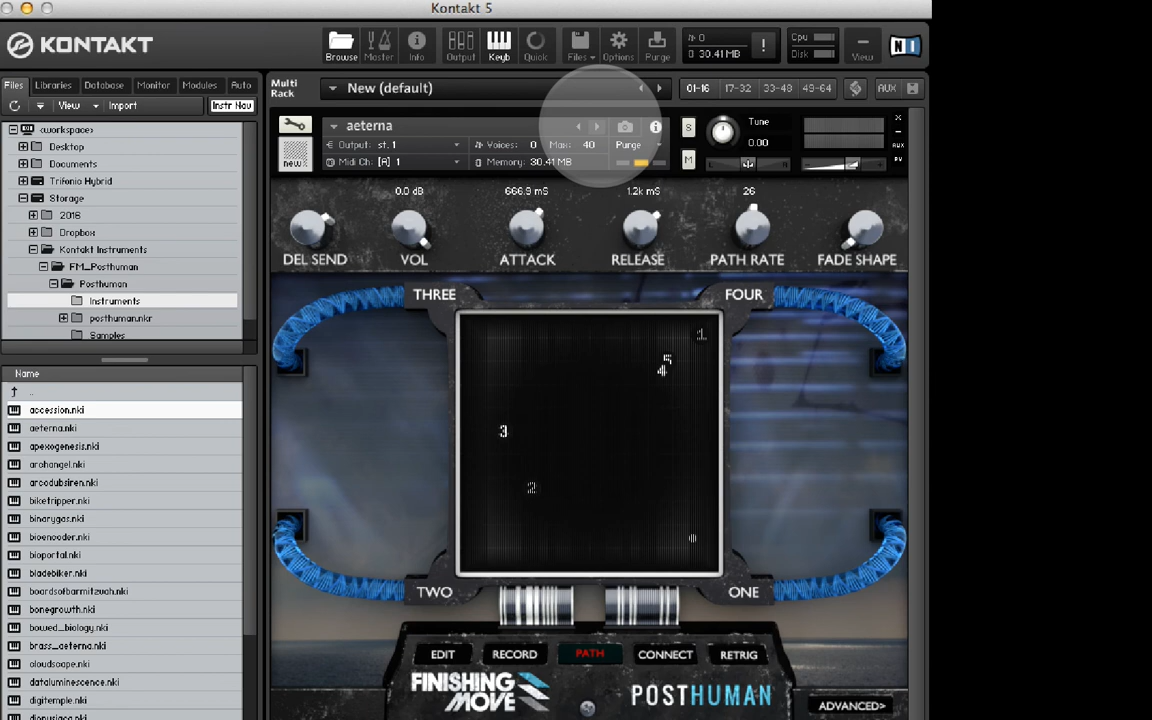 Kontakt 5
KONTAKT
Browse Master Info Output Keyb Quick Files Options Purge View
0
30.41 MB
!
Cpu
Disk
NI
Files Libraries Database Monitor Modules Auto
View Import Instr Nav
Multi Rack
New (default)
01-16 17-32 33-48 49-64 AUX
aeterna
Output: st.1 Voices: 0 Max: 40 Purge
Midi Ch: [A] 1 Memory: 30.41 MB
new%
S
M
Tune
0.00
AUX
PV
<workspace>
Desktop
Documents
Trifonio Hybrid
Storage
2016
Dropbox
Kontakt Instruments
FM_Posthuman
Posthuman
Instruments
posthuman.nkr
Samples
Name
..
accession.nki
aeterna.nki
apexogenesis.nki
archangel.nki
arcodubsiren.nki
biketripper.nki
binarygas.nki
bioencoder.nki
bioportal.nki
bladebiker.nki
boardsofbarmitzvah.nki
bonegrowth.nki
bowed_biology.nki
brass_aeterna.nki
cloudscape.nki
dataluminescence.nki
digitemple.nki
0.0 dB 666.9 mS 1.2k mS 26
DEL SEND VOL ATTACK RELEASE PATH RATE FADE SHAPE
THREE FOUR
1
5
4
3
2
TWO ONE
EDIT RECORD PATH CONNECT RETRIG
FINISHING MOVE
POSTHUMAN
ADVANCED>